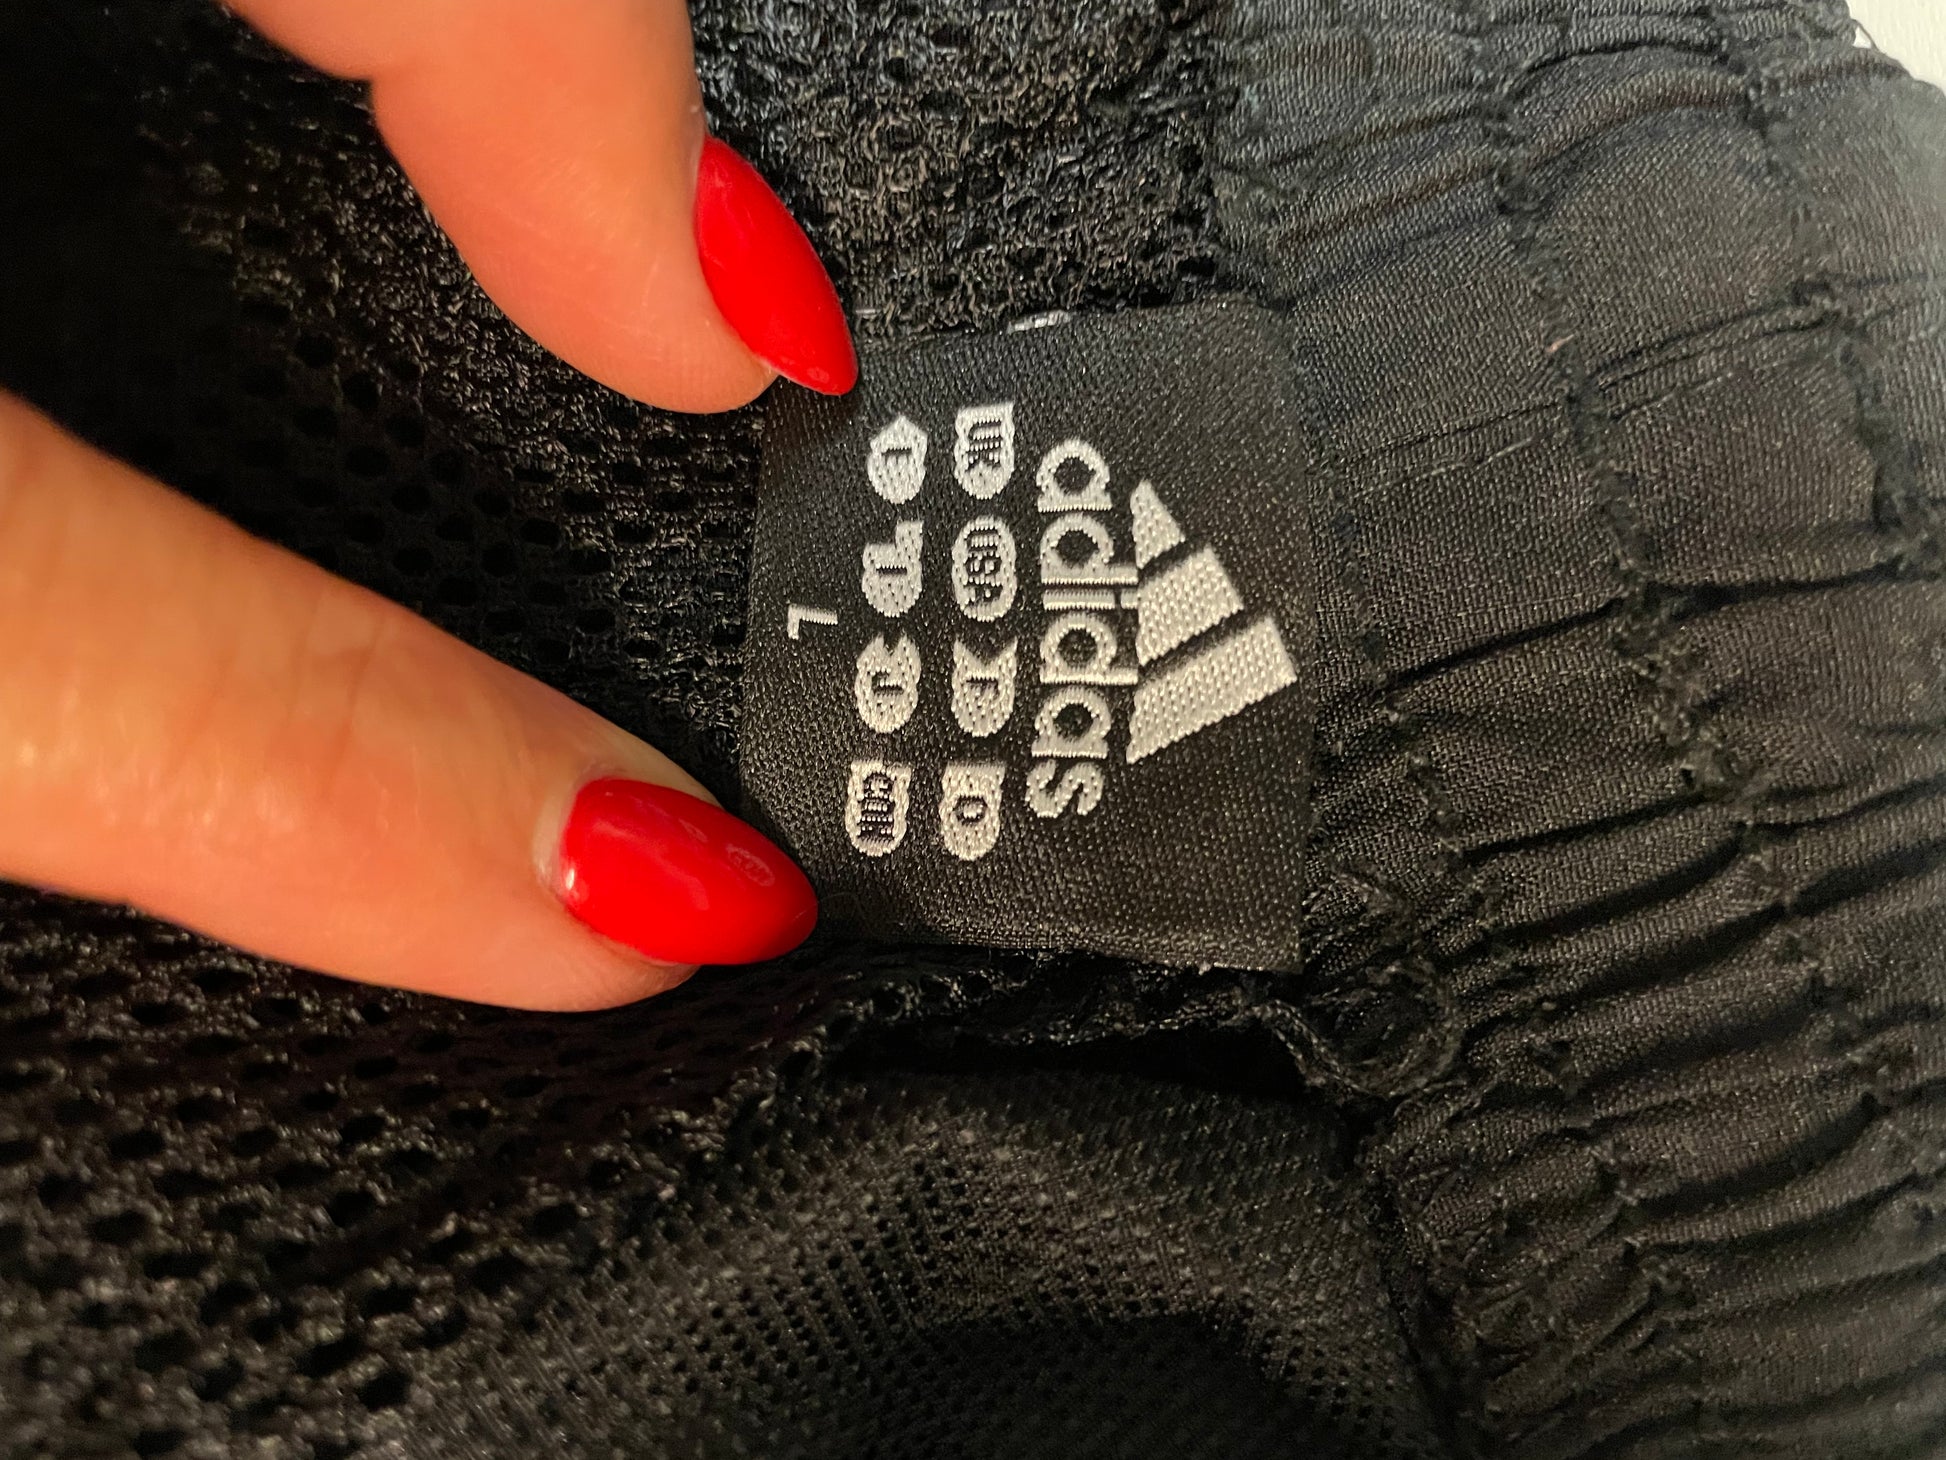 adidas
UK USA F D
E I J CDN
L